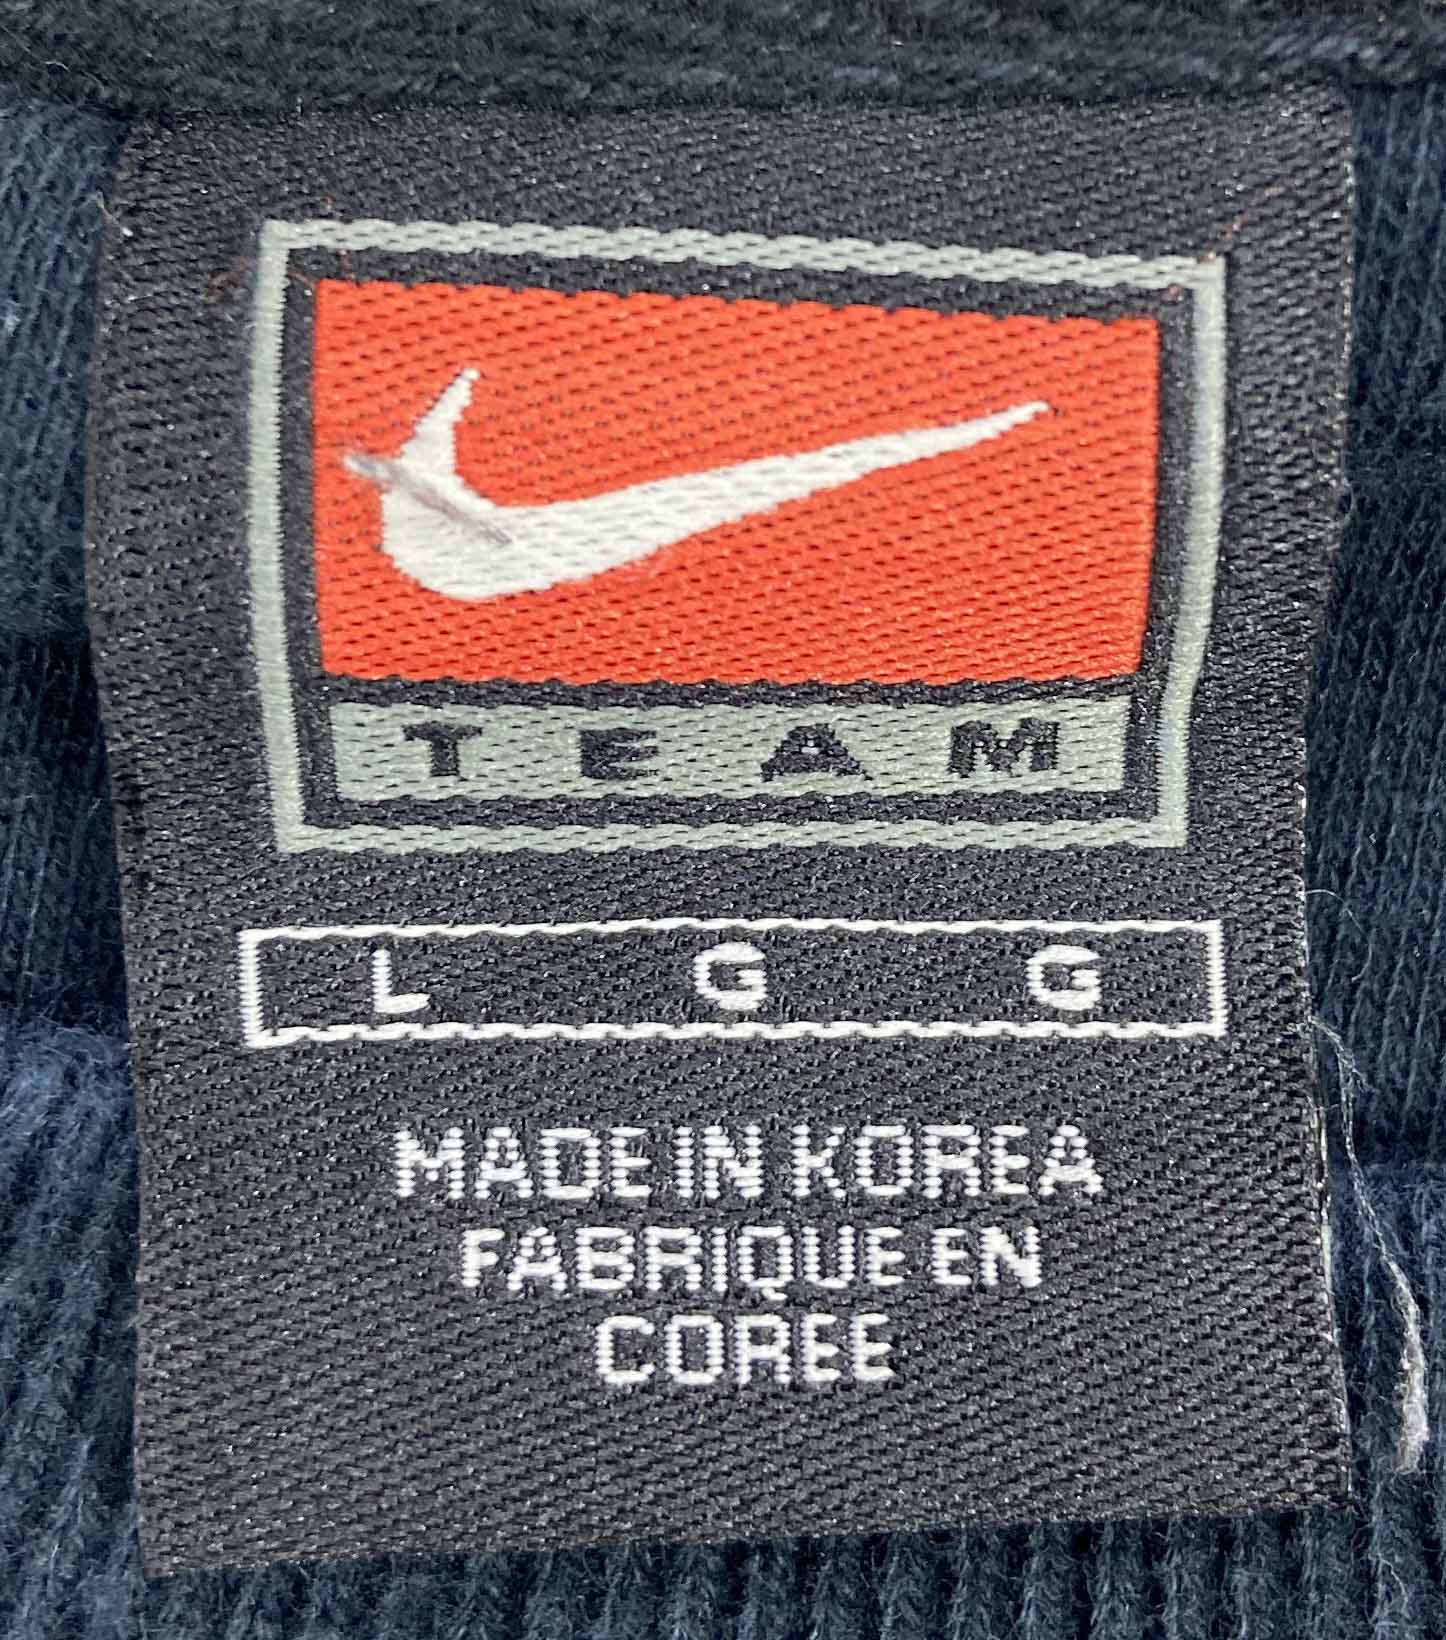 TEAM
L G G
MADE IN KOREA
FABRIQUE EN
COREE